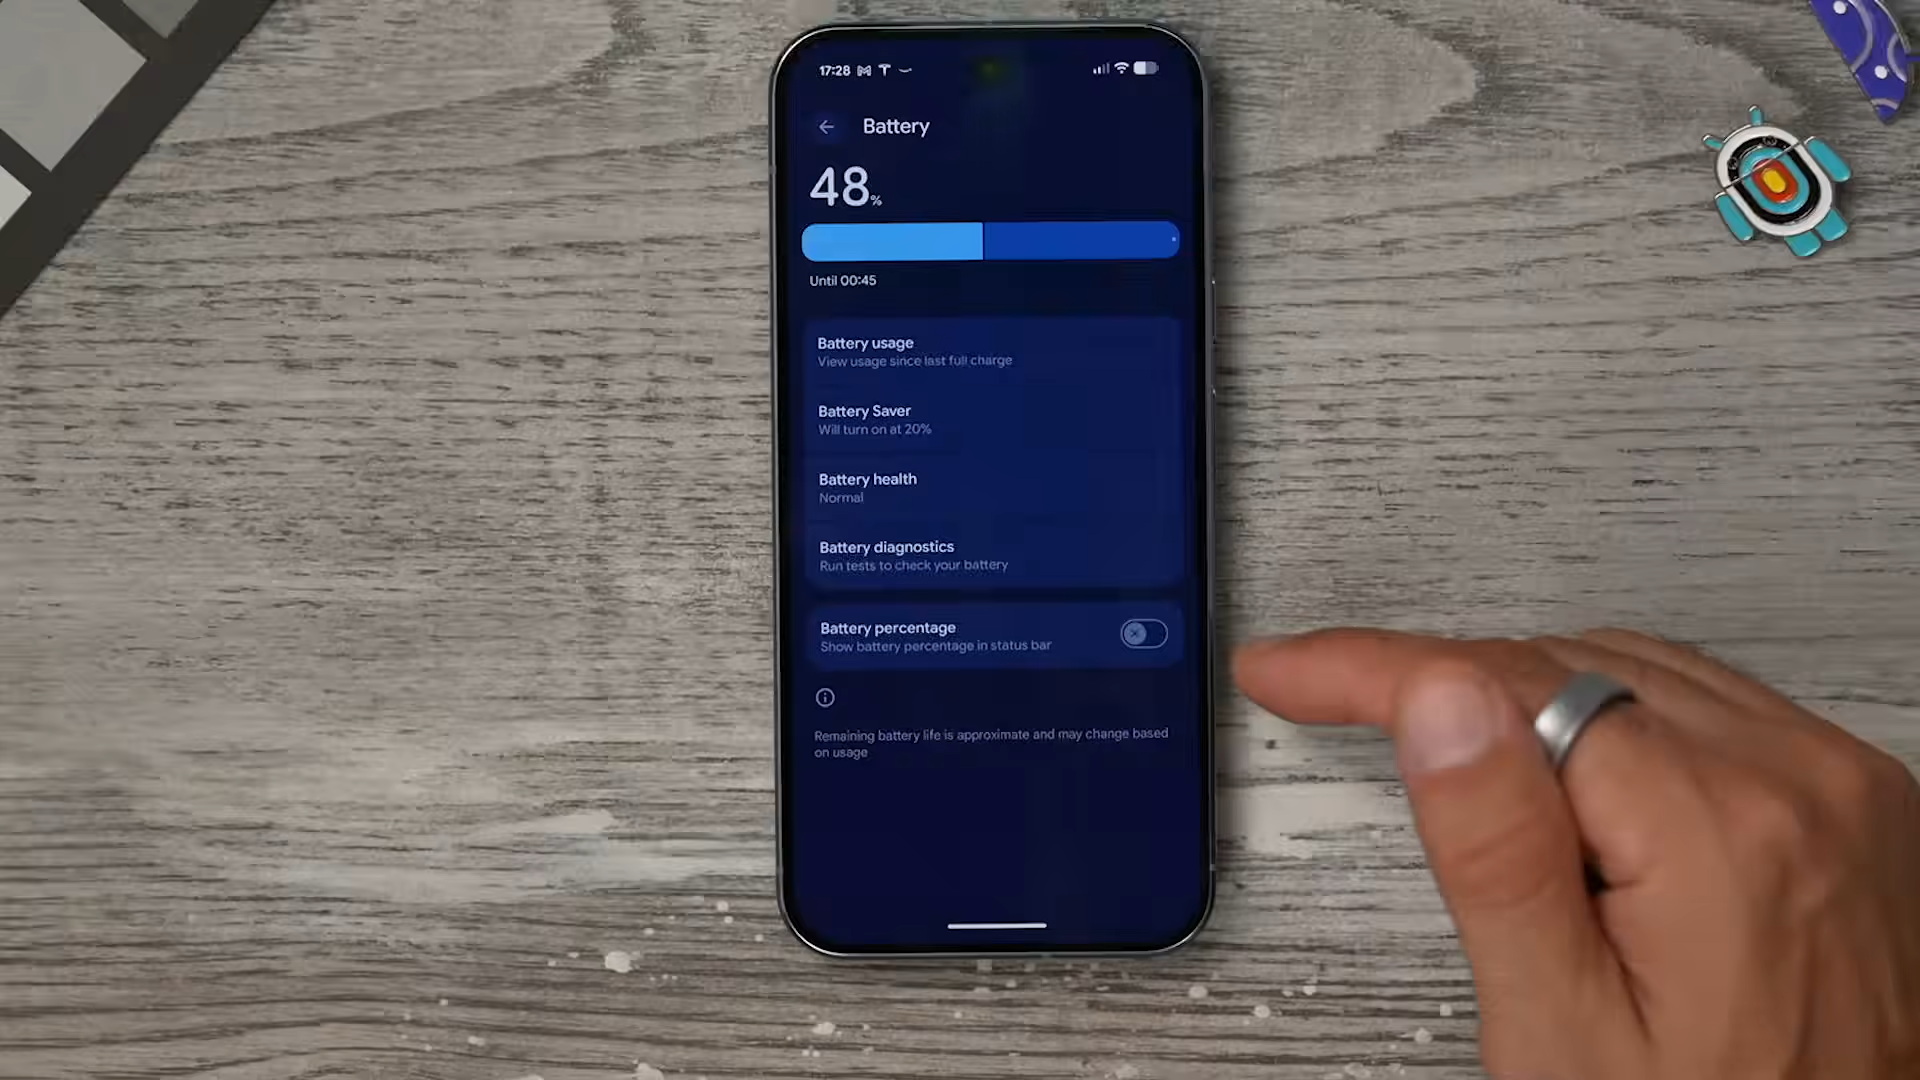 17:28
Battery
48%
Until 00:45
Battery usage
View usage since last full charge
Battery Saver
Will turn on at 20%
Battery health
Normal
Battery diagnostics
Run tests to check your battery
Battery percentage
Show battery percentage in status bar
Remaining battery life is approximate and may change based
on usage